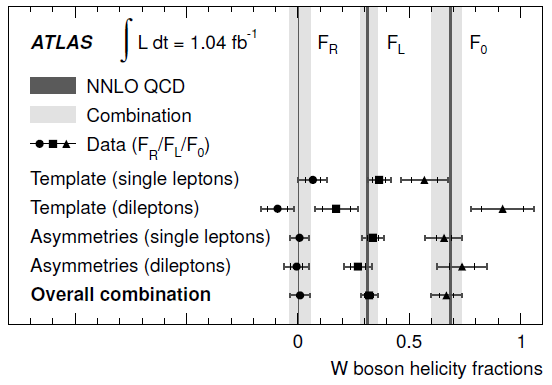 ATLAS ∫ L dt = 1.04 fb⁻¹ F_R F_L F_0
NNLO QCD
Combination
Data (F_R/F_L/F_0)
Template (single leptons)
Template (dileptons)
Asymmetries (single leptons)
Asymmetries (dileptons)
Overall combination
0 0.5 1
W boson helicity fractions